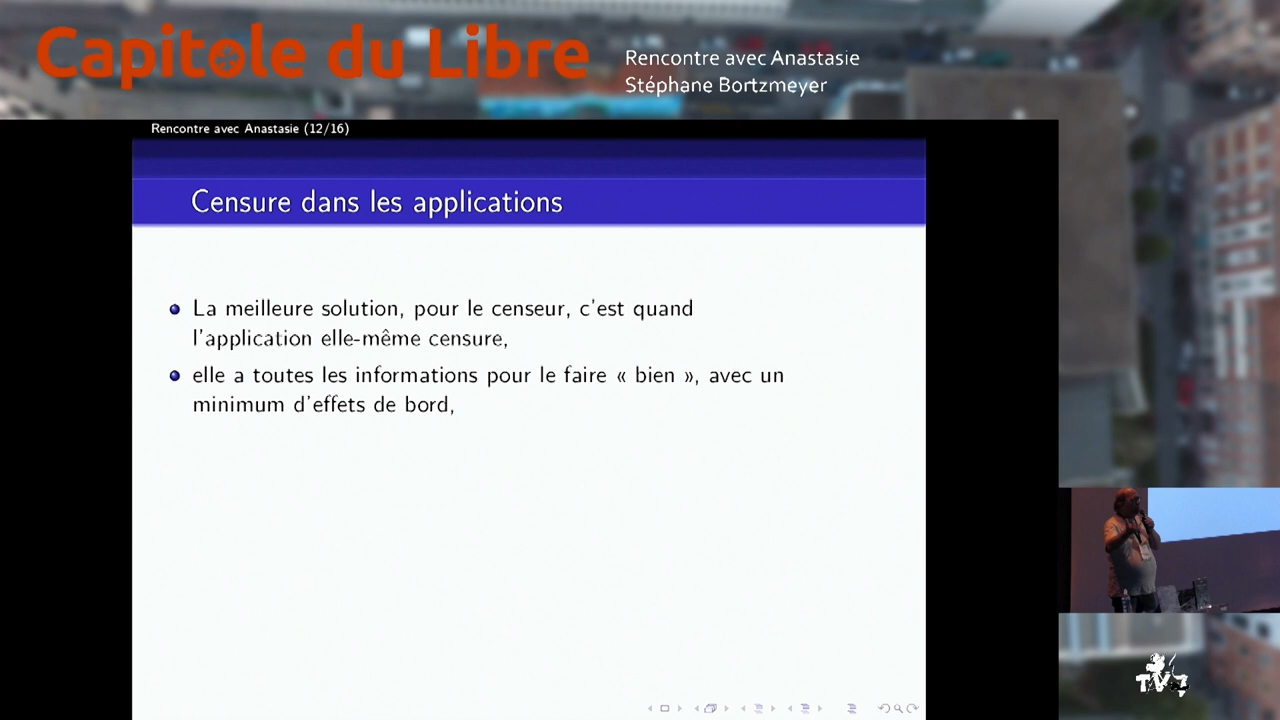 Capitole du Libre
Rencontre avec Anastasie
Stéphane Bortzmeyer
Rencontre avec Anastasie (12/16)
Censure dans les applications
La meilleure solution, pour le censeur, c'est quand
l'application elle-même censure,
elle a toutes les informations pour le faire « bien », avec un
minimum d'effets de bord,
TV7